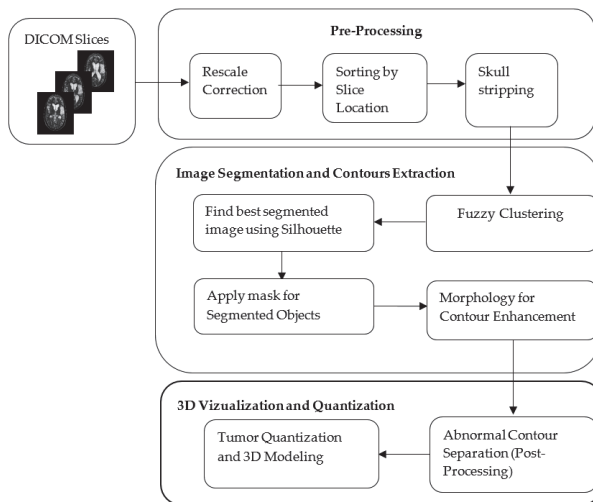 DICOM Slices
Pre-Processing
Rescale
Correction
Sorting by
Slice
Location
Skull
stripping
Image Segmentation and Contours Extraction
Find best segmented
image using Silhouette
Fuzzy Clustering
Apply mask for
Segmented Objects
Morphology for
Contour Enhancement
3D Vizualization and Quantization
Tumor Quantization
and 3D Modeling
Abnormal Contour
Separation (Post-
Processing)